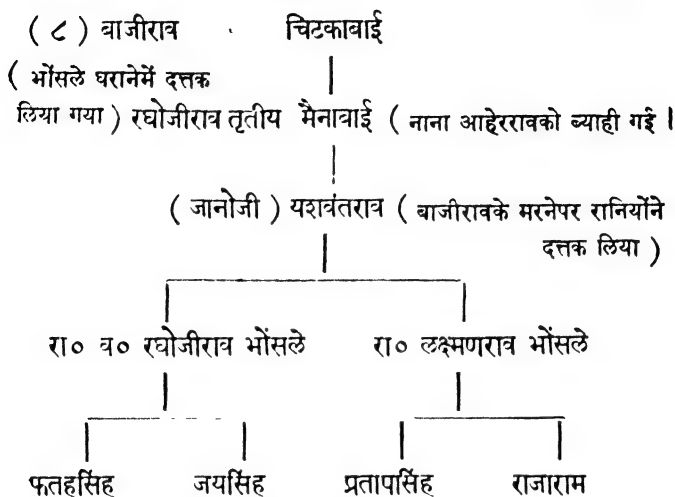 ( ८ ) बाजीराव . चिटकाबाई
( भोंसले घरानेमें दत्तक
लिया गया ) रघोजीराव तृतीय मैनाबाई ( नाना आहेररावको ब्याही गई ।
( जानोजी ) यशवंतराव ( बाजीरावके मरनेपर रानियोंने
दत्तक लिया )
रा० ब० रघोजीराव भोंसले रा० लक्ष्मणराव भोंसले
फतहसिंह जयसिंह प्रतापसिंह राजाराम